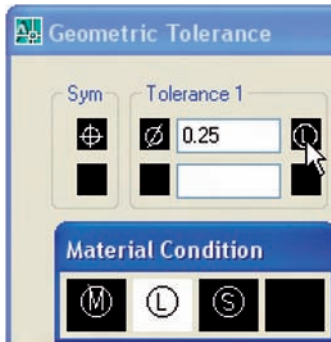 Geometric Tolerance
Sym Tolerance 1
⌖ ⌀ 0.25 Ⓛ
Material Condition
Ⓜ Ⓛ Ⓢ